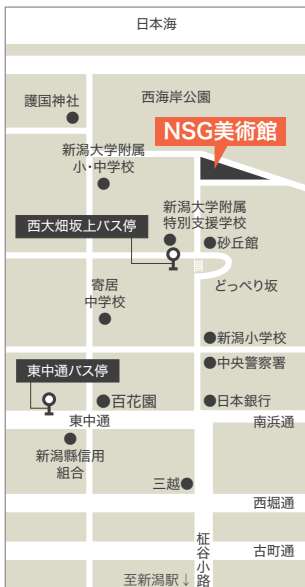 日本海
護国神社
西海岸公園
NSG美術館
新潟大学附属
小・中学校
新潟大学附属
特別支援学校
西大畑坂上バス停
砂丘館
どっぺり坂
寄居
中学校
新潟小学校
中央警察署
東中通バス停
百花園
日本銀行
東中通
南浜通
新潟縣信用
組合
三越
西堀通
柾谷小路
古町通
至新潟駅↓